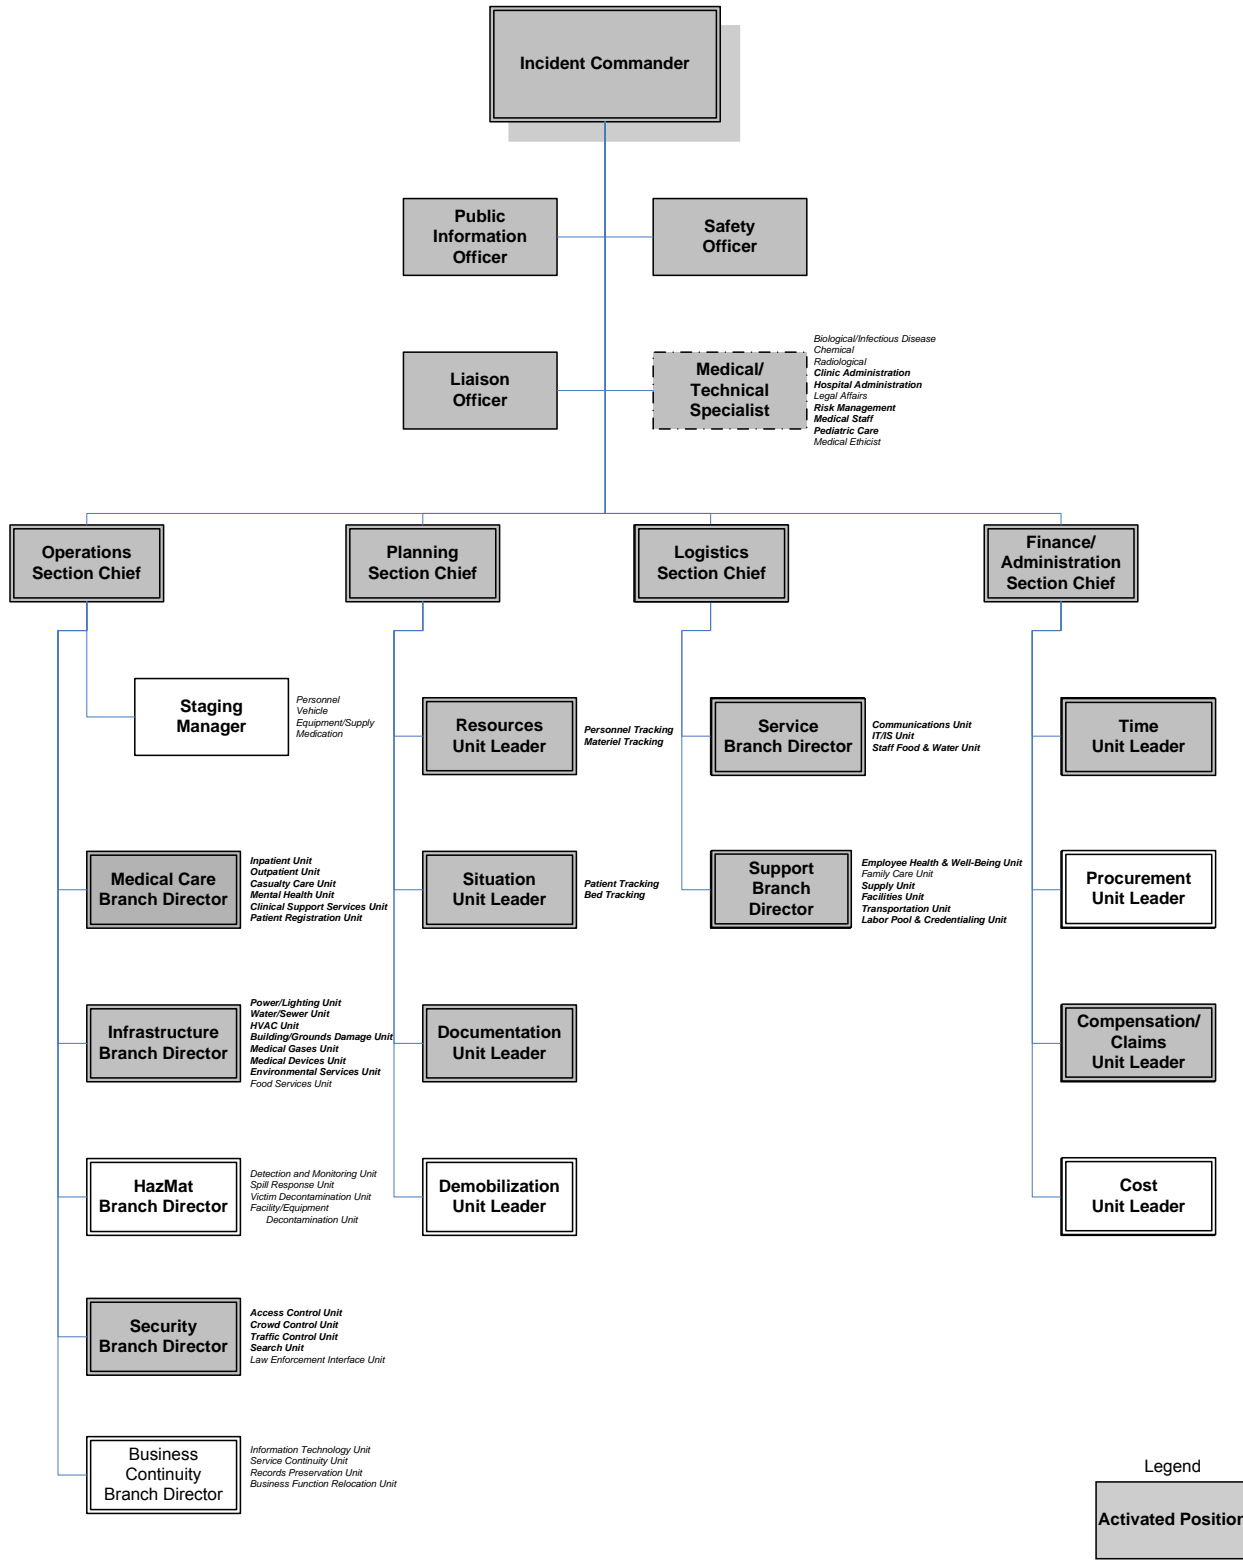 Incident Commander
Public
Information
Officer
Safety
Officer
Liaison
Officer
Medical/
Technical
Specialist
Biological/Infectious Disease
Chemical
Radiological
Clinic Administration
Hospital Administration
Legal Affairs
Risk Management
Medical Staff
Pediatric Care
Medical Ethicist
Operations
Section Chief
Planning
Section Chief
Logistics
Section Chief
Finance/
Administration
Section Chief
Staging
Manager
Personnel
Vehicle
Equipment/Supply
Medication
Resources
Unit Leader
Personnel Tracking
Materiel Tracking
Service
Branch Director
Communications Unit
IT/IS Unit
Staff Food & Water Unit
Time
Unit Leader
Medical Care
Branch Director
Inpatient Unit
Outpatient Unit
Casualty Care Unit
Mental Health Unit
Clinical Support Services Unit
Patient Registration Unit
Situation
Unit Leader
Patient Tracking
Bed Tracking
Support
Branch
Director
Employee Health & Well-Being Unit
Family Care Unit
Supply Unit
Facilities Unit
Transportation Unit
Labor Pool & Credentialing Unit
Procurement
Unit Leader
Infrastructure
Branch Director
Power/Lighting Unit
Water/Sewer Unit
HVAC Unit
Building/Grounds Damage Unit
Medical Gases Unit
Medical Devices Unit
Environmental Services Unit
Food Services Unit
Documentation
Unit Leader
Compensation/
Claims
Unit Leader
HazMat
Branch Director
Detection and Monitoring Unit
Spill Response Unit
Victim Decontamination Unit
Facility/Equipment
Decontamination Unit
Demobilization
Unit Leader
Cost
Unit Leader
Security
Branch Director
Access Control Unit
Crowd Control Unit
Traffic Control Unit
Search Unit
Law Enforcement Interface Unit
Business
Continuity
Branch Director
Information Technology Unit
Service Continuity Unit
Records Preservation Unit
Business Function Relocation Unit
Legend
Activated Position